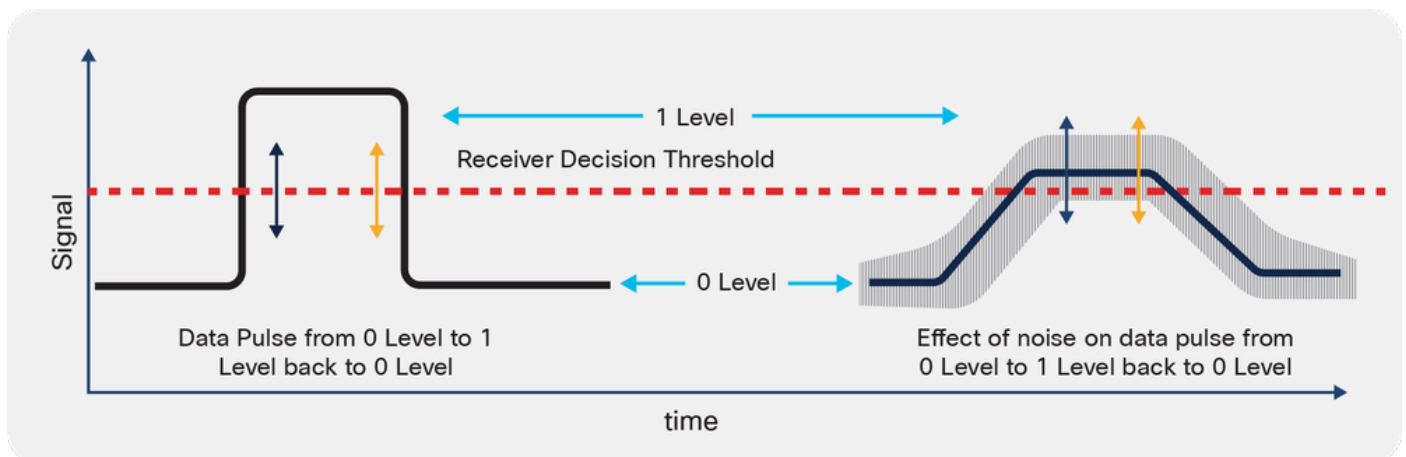 1 Level
Receiver Decision Threshold
Signal
0 Level
Data Pulse from 0 Level to 1
Level back to 0 Level
Effect of noise on data pulse from
0 Level to 1 Level back to 0 Level
time